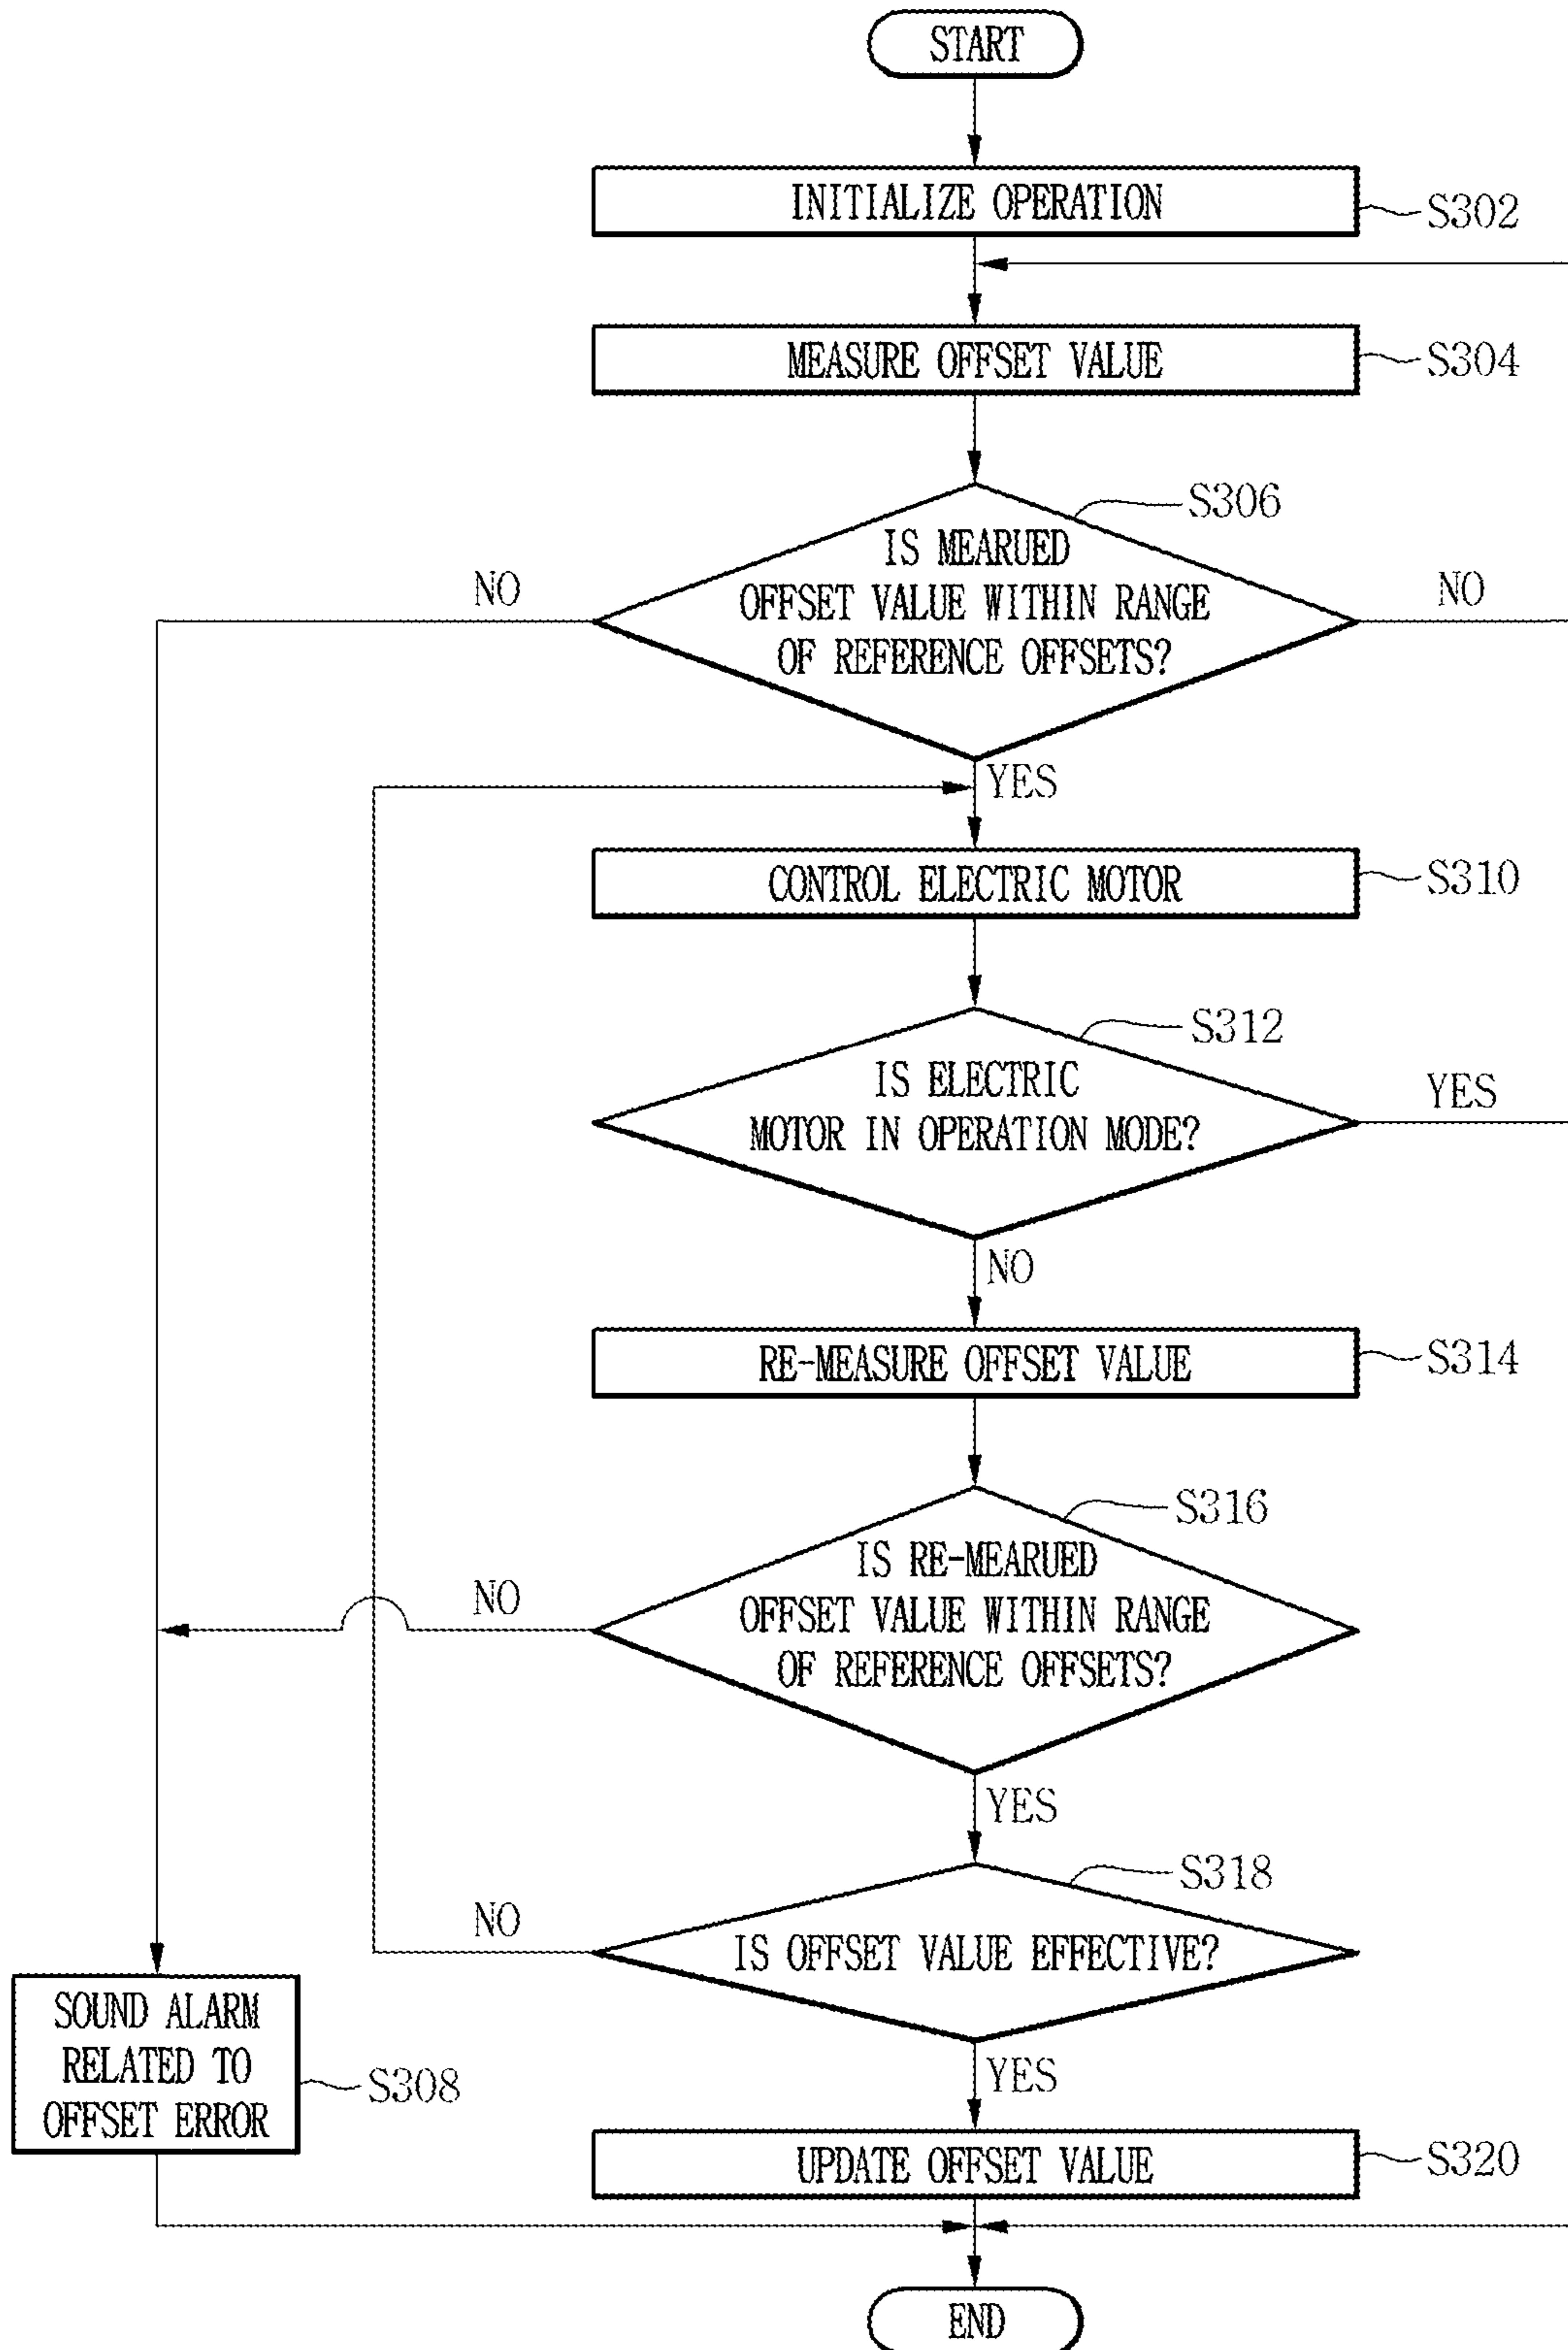 START
INITIALIZE OPERATION
S302
MEASURE OFFSET VALUE
S304
S306
IS MEARUED
OFFSET VALUE WITHIN RANGE
OF REFERENCE OFFSETS?
NO
NO
YES
CONTROL ELECTRIC MOTOR
S310
S312
IS ELECTRIC
MOTOR IN OPERATION MODE?
YES
NO
RE-MEASURE OFFSET VALUE
S314
S316
IS RE-MEARUED
OFFSET VALUE WITHIN RANGE
OF REFERENCE OFFSETS?
NO
YES
S318
IS OFFSET VALUE EFFECTIVE?
NO
YES
SOUND ALARM
RELATED TO
OFFSET ERROR
S308
UPDATE OFFSET VALUE
S320
END